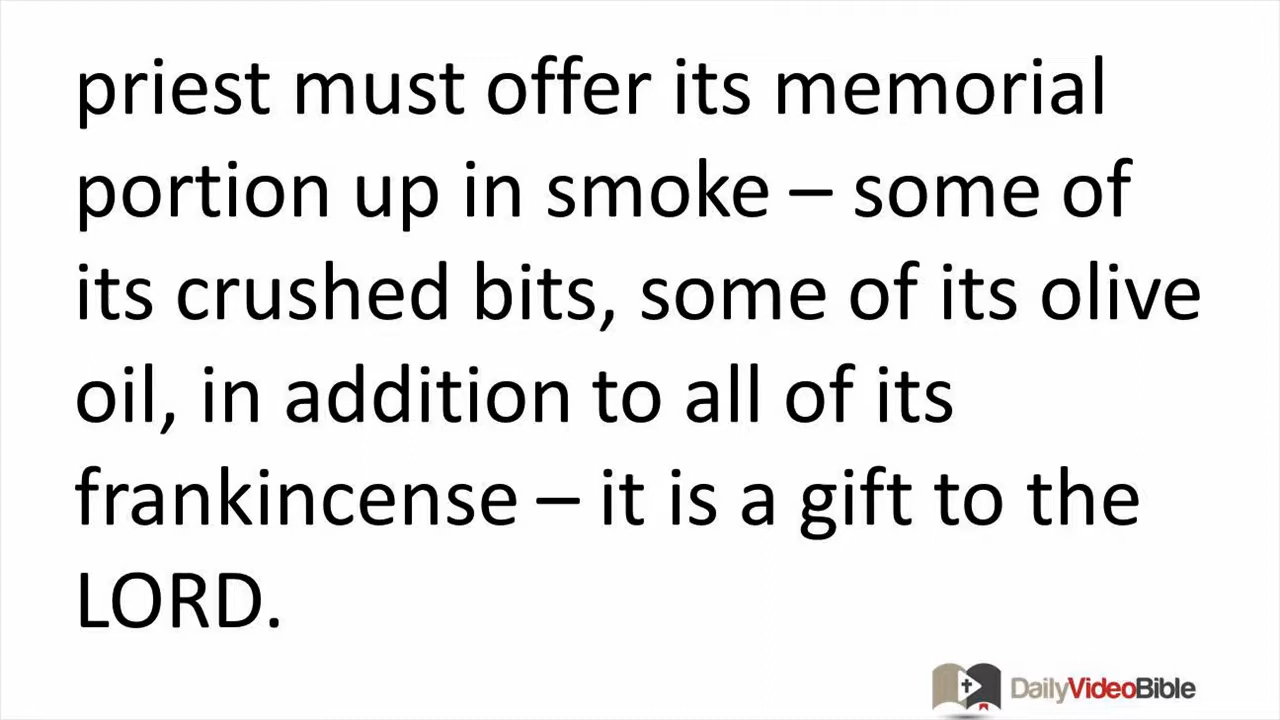 priest must offer its memorial
portion up in smoke – some of
its crushed bits, some of its olive
oil, in addition to all of its
frankincense – it is a gift to the
LORD.
DailyVideoBible